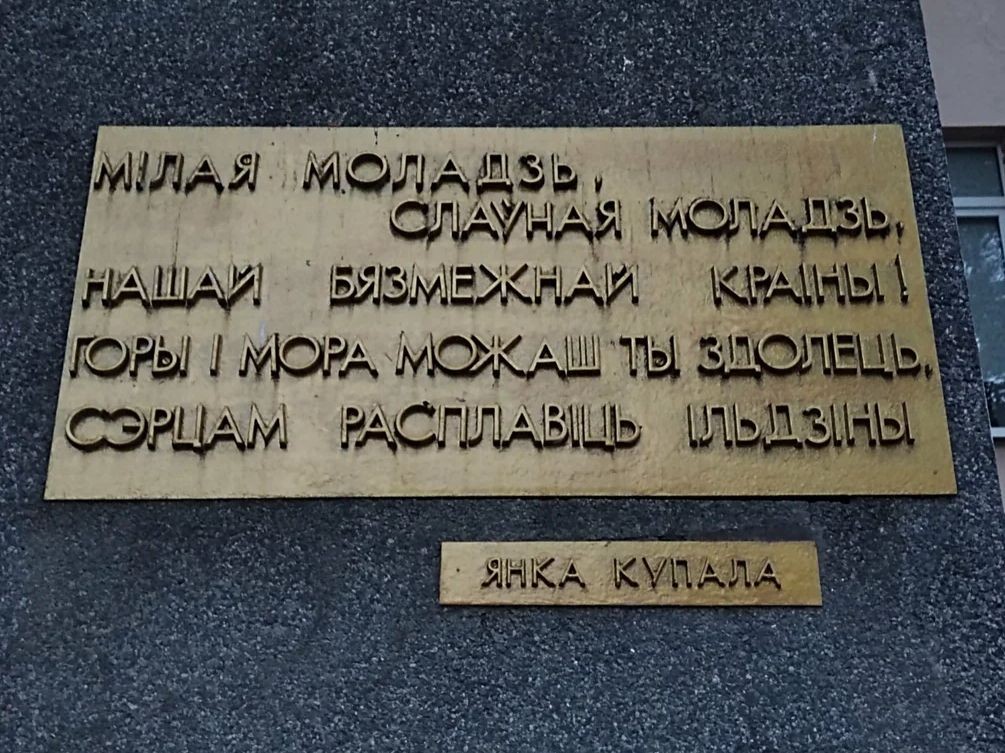 МІЛАЯ МОЛАДЗЬ,
СЛАЎНАЯ МОЛАДЗЬ,
НАШАЙ БЯЗМЕЖНАЙ КРАІНЫ!
ГОРЫ І МОРА МОЖАШ ТЫ ЗДОЛЕЦЬ,
СЭРЦАМ РАСПЛАВІЦЬ ІЛЬДЗІНЫ
ЯНКА КУПАЛА